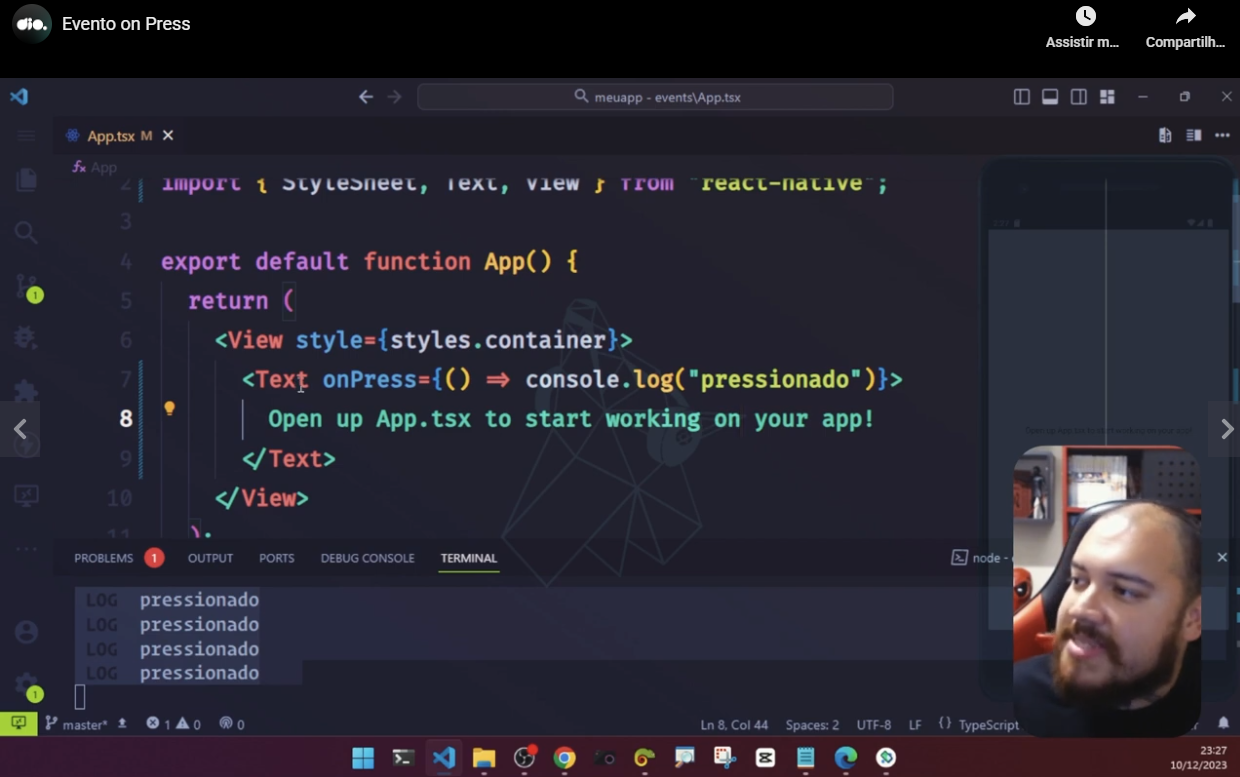 dio.
Evento on Press
Assistir m...
Compartilh...
meuapp - events\App.tsx
App.tsx M
App
2 import { StyleSheet, Text, View } from "react-native";
3
4 export default function App() {
5 return (
6 <View style={styles.container}>
7 <Text onPress={() => console.log("pressionado")}>
8 Open up App.tsx to start working on your app!
9 </Text>
10 </View>
11 );
PROBLEMS 1 OUTPUT PORTS DEBUG CONSOLE TERMINAL node -
LOG pressionado
LOG pressionado
LOG pressionado
LOG pressionado
1
master* 1 0 0 Ln 8, Col 44 Spaces: 2 UTF-8 LF {} TypeScript
23:27
10/12/2023